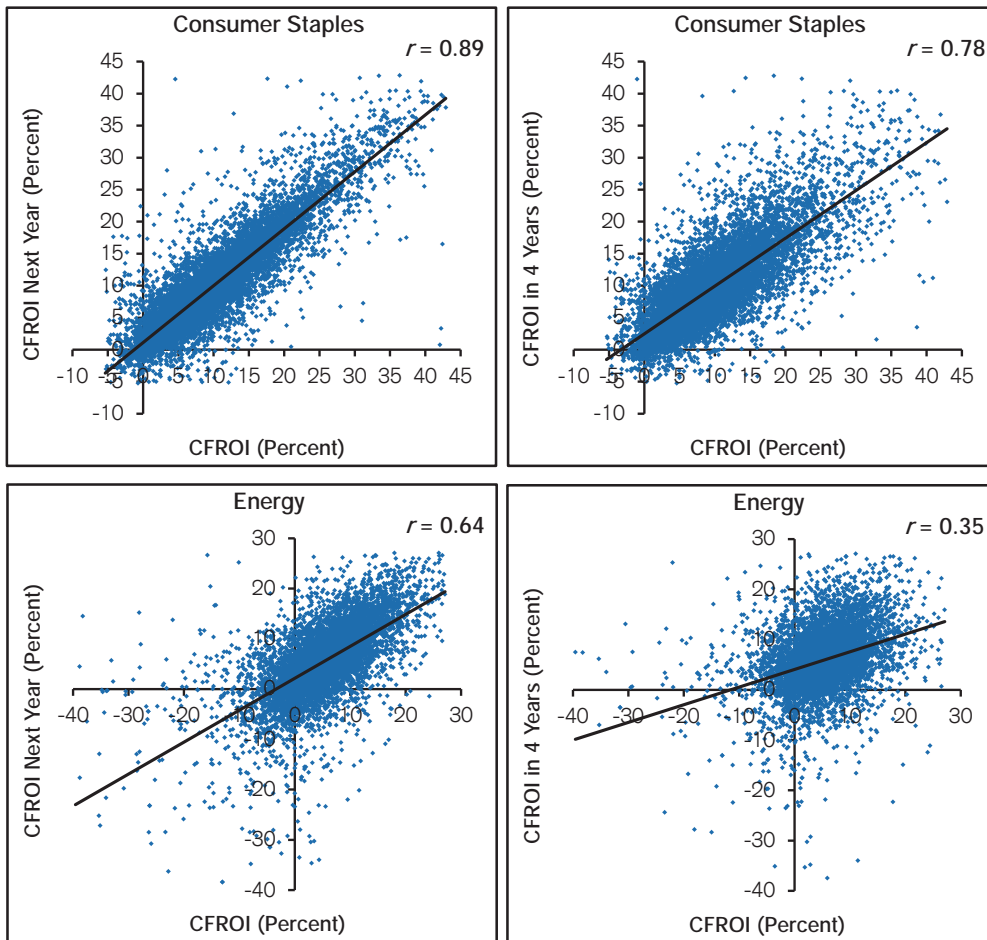 Consumer Staples
r = 0.89
45
40
35
30
25
20
15
10
5
0
-5
-10
-10 -5 0 5 10 15 20 25 30 35 40 45
CFROI Next Year (Percent)
CFROI (Percent)
Consumer Staples
r = 0.78
45
40
35
30
25
20
15
10
5
0
-5
-10
-10 -5 0 5 10 15 20 25 30 35 40 45
CFROI in 4 Years (Percent)
CFROI (Percent)
Energy
r = 0.64
30
20
10
0
-10
-20
-30
-40
-40 -30 -20 -10 0 10 20 30
CFROI Next Year (Percent)
CFROI (Percent)
Energy
r = 0.35
30
20
10
0
-10
-20
-30
-40
-40 -30 -20 -10 0 10 20 30
CFROI in 4 Years (Percent)
CFROI (Percent)